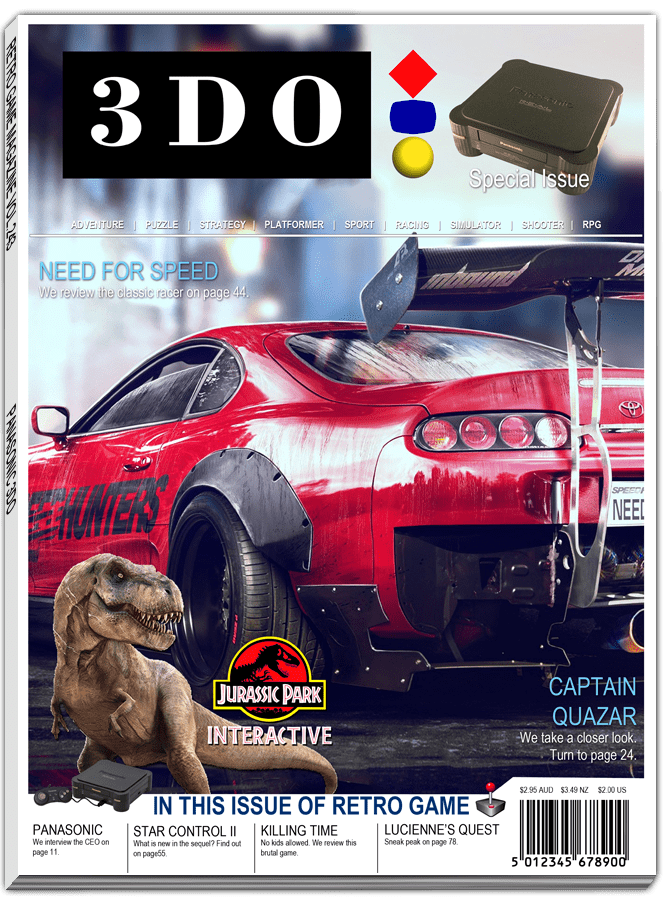 3DO
Special Issue
ADVENTURE | PUZZLE | STRATEGY | PLATFORMER | SPORT | RACING | SIMULATOR | SHOOTER | RPG
NEED FOR SPEED
We review the classic racer on page 44.
SPEEDHUNTERS
NEED
JURASSIC PARK
INTERACTIVE
CAPTAIN
QUAZAR
We take a closer look.
Turn to page 24.
IN THIS ISSUE OF RETRO GAME
$2.95 AUD $3.49 NZ $2.00 US
PANASONIC
We interview the CEO on
page 11.
STAR CONTROL II
What is new in the sequel? Find out
on page55.
KILLING TIME
No kids allowed. We review this
brutal game.
LUCIENNE'S QUEST
Sneak peak on page 78.
5 012345 678900
RETRO GAME MAGAZINE
PANASONIC 3DO